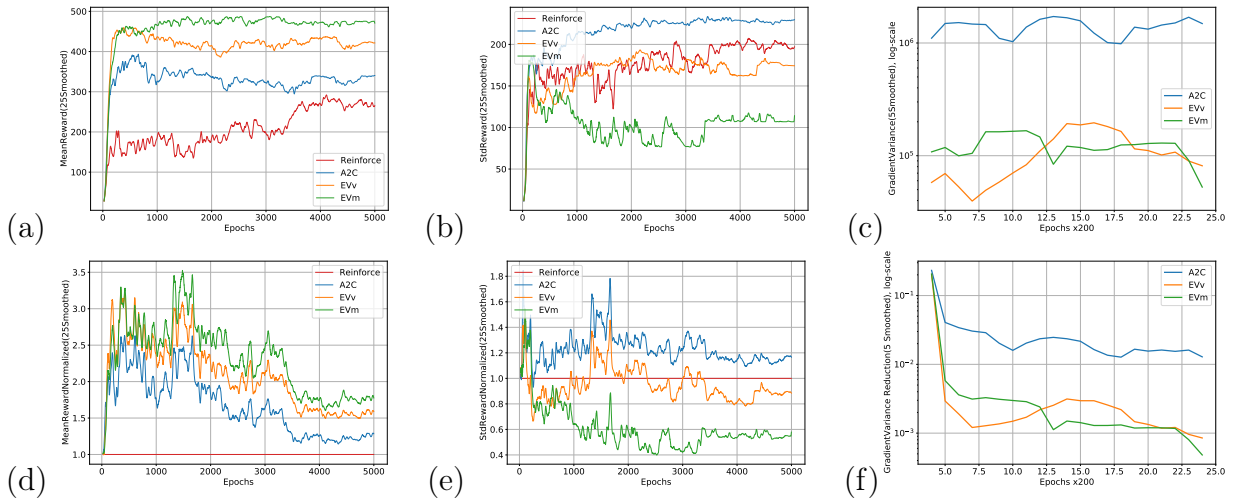 (a)
MeanReward(25Smoothed)
500
400
300
200
100
0 1000 2000 3000 4000 5000
Epochs
Reinforce
A2C
EVv
EVm
(b)
StdReward(25Smoothed)
200
150
100
50
0 1000 2000 3000 4000 5000
Epochs
Reinforce
A2C
EVv
EVm
(c)
GradientVariance(5Smoothed), log-scale
10^6
10^5
5.0 7.5 10.0 12.5 15.0 17.5 20.0 22.5 25.0
Epochs x200
A2C
EVv
EVm
(d)
MeanRewardNormalized(25Smoothed)
3.5
3.0
2.5
2.0
1.5
1.0
0 1000 2000 3000 4000 5000
Epochs
Reinforce
A2C
EVv
EVm
(e)
StdRewardNormalized(25Smoothed)
1.8
1.6
1.4
1.2
1.0
0.8
0.6
0.4
0 1000 2000 3000 4000 5000
Epochs
Reinforce
A2C
EVv
EVm
(f)
GradientVariance Reduction(5 Smoothed), log-scale
10^-1
10^-2
10^-3
5.0 7.5 10.0 12.5 15.0 17.5 20.0 22.5 25.0
Epochs x200
A2C
EVv
EVm